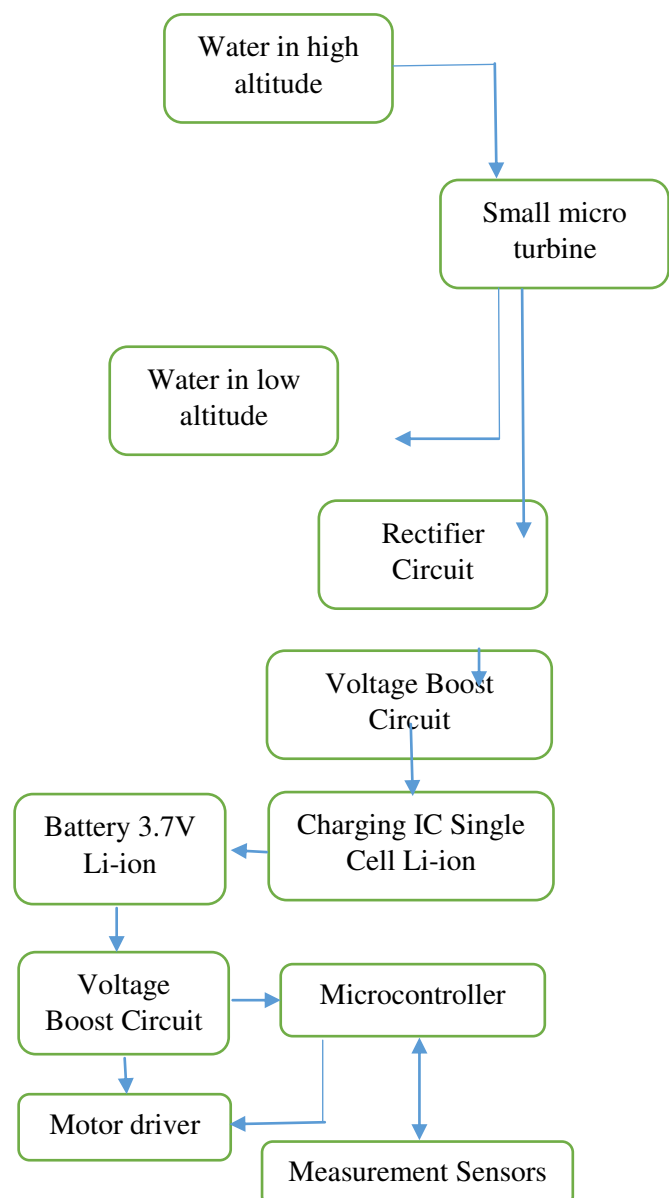 Water in high
altitude
Small micro
turbine
Water in low
altitude
Rectifier
Circuit
Voltage Boost
Circuit
Charging IC Single
Cell Li-ion
Battery 3.7V
Li-ion
Voltage
Boost Circuit
Microcontroller
Motor driver
Measurement Sensors